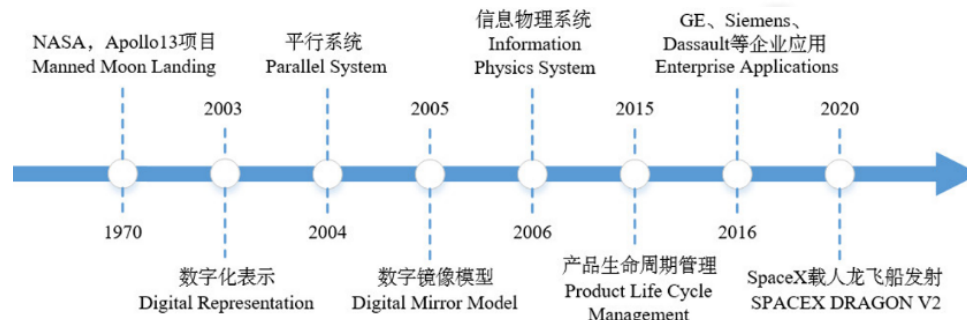 NASA，Apollo13项目
Manned Moon Landing
平行系统
Parallel System
信息物理系统
Information
Physics System
GE、Siemens、
Dassault等企业应用
Enterprise Applications
2003
2005
2015
2020
1970
2004
2006
2016
数字化表示
Digital Representation
数字镜像模型
Digital Mirror Model
产品生命周期管理
Product Life Cycle
Management
SpaceX载人龙飞船发射
SPACEX DRAGON V2